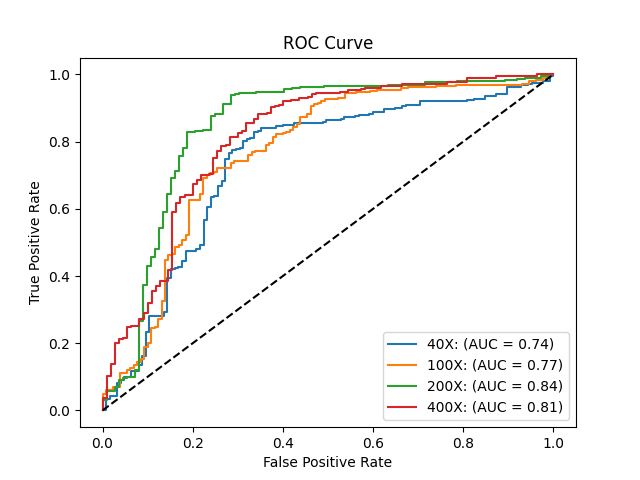 ROC Curve
True Positive Rate
1.0
0.8
0.6
0.4
0.2
0.0
0.0 0.2 0.4 0.6 0.8 1.0
False Positive Rate
40X: (AUC = 0.74)
100X: (AUC = 0.77)
200X: (AUC = 0.84)
400X: (AUC = 0.81)